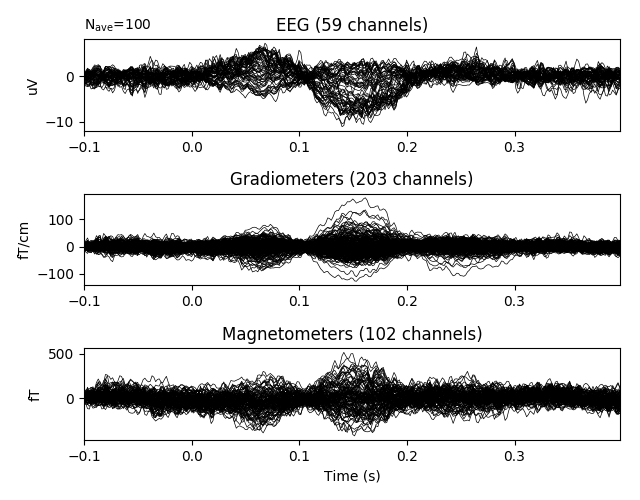 N_ave=100
EEG (59 channels)
uV
0
−10
−0.1 0.0 0.1 0.2 0.3
Gradiometers (203 channels)
fT/cm
100
0
−100
−0.1 0.0 0.1 0.2 0.3
Magnetometers (102 channels)
fT
500
0
−0.1 0.0 0.1 0.2 0.3
Time (s)